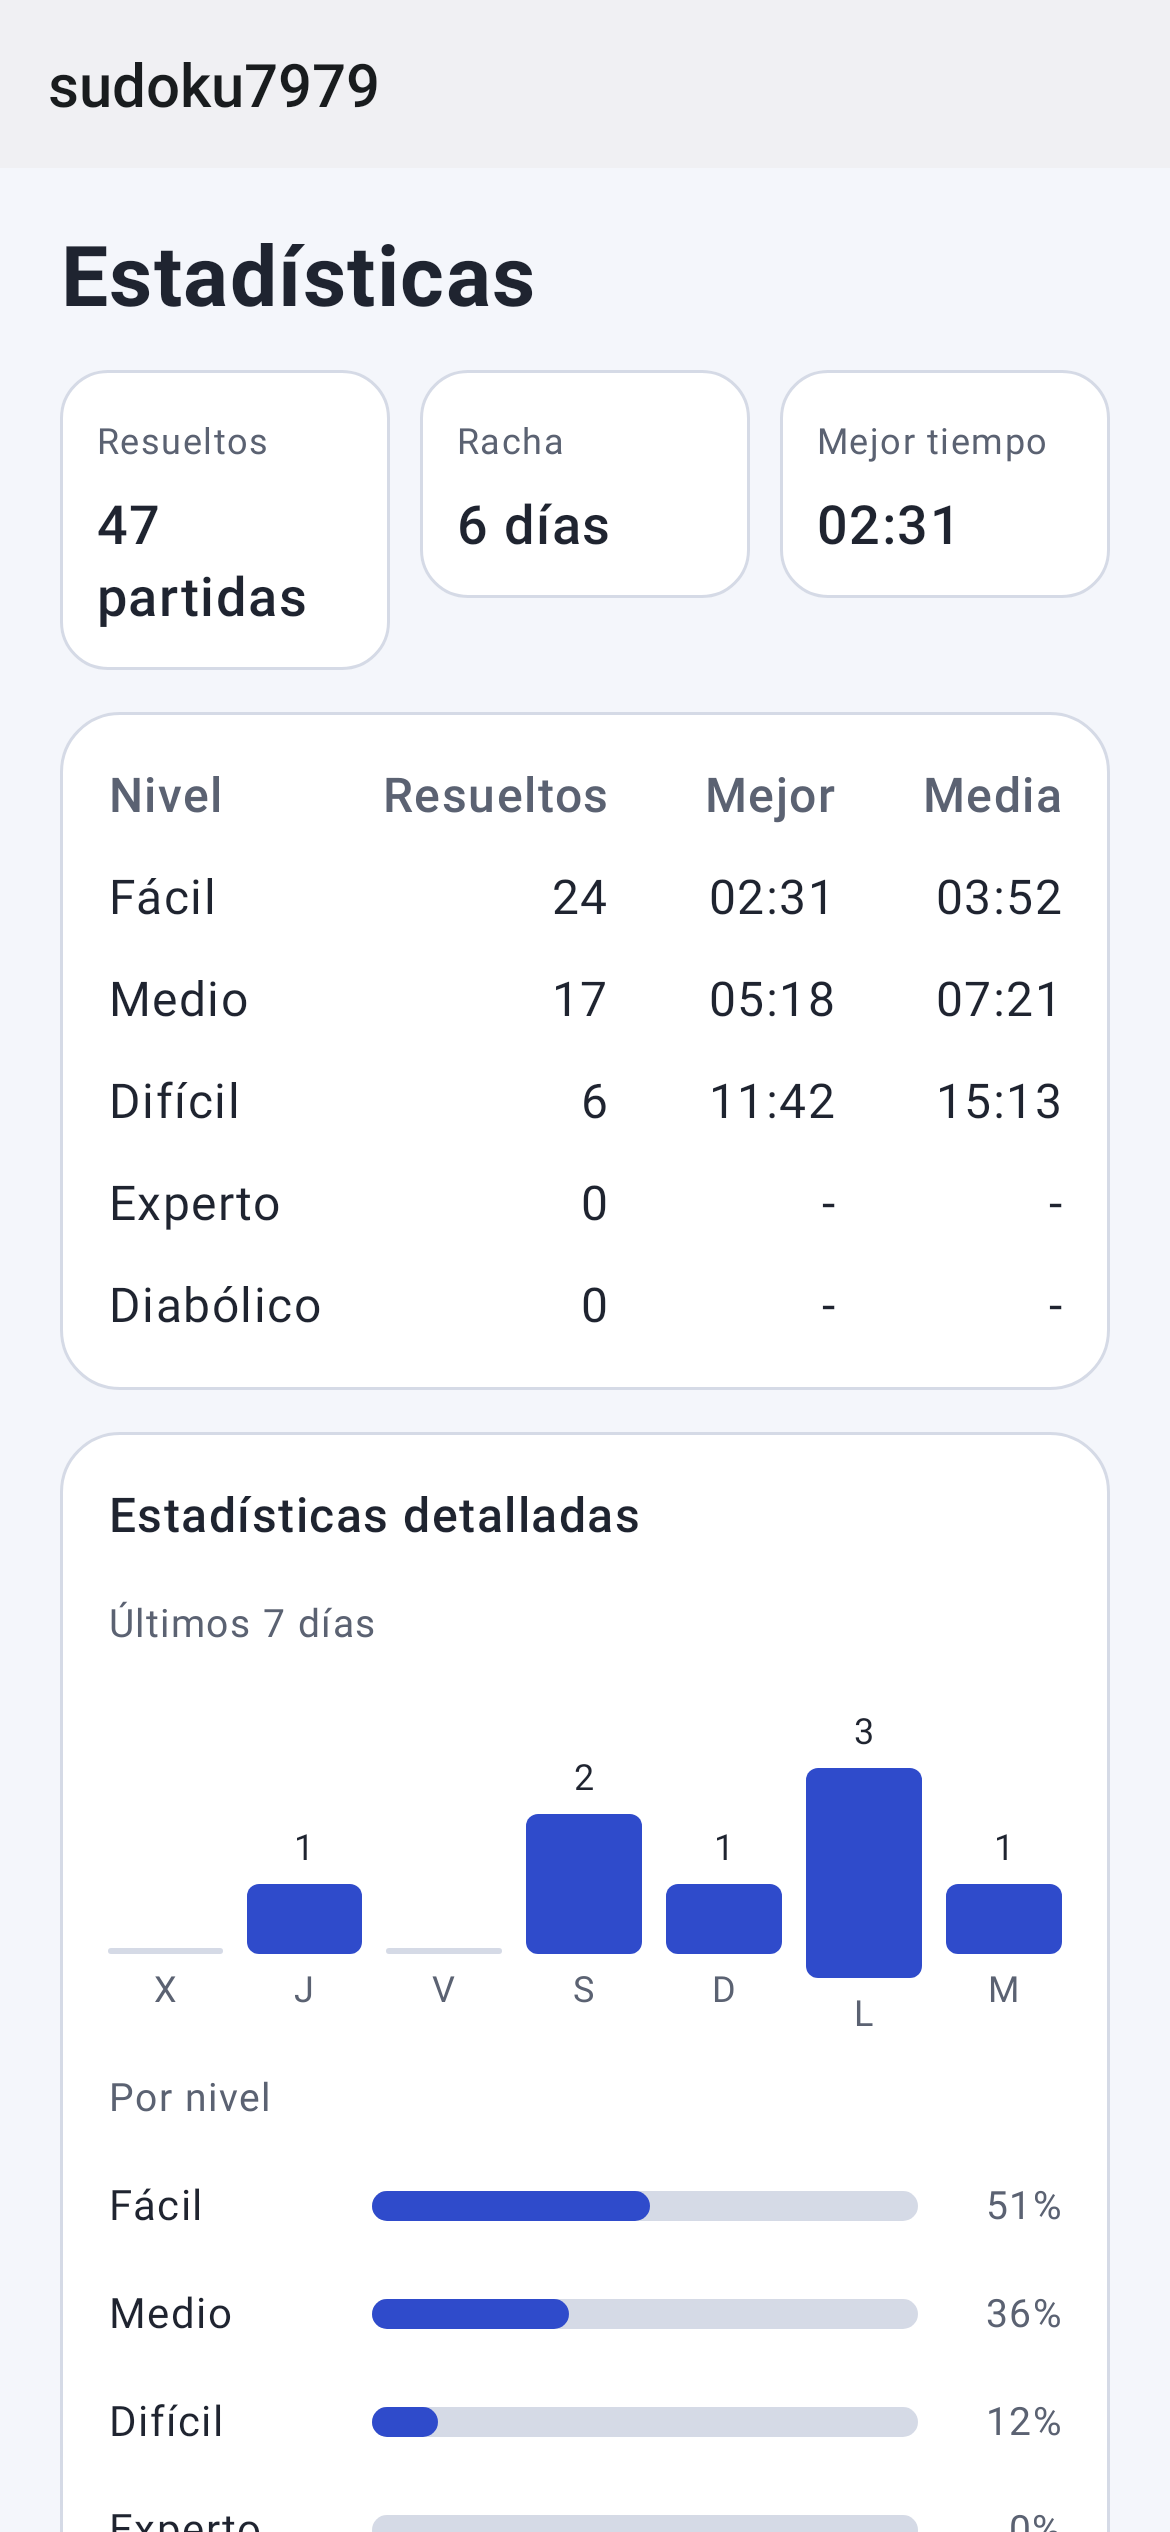 sudoku7979
Estadísticas
Resueltos
47
partidas
Racha
6 días
Mejor tiempo
02:31
Nivel Resueltos Mejor Media
Fácil 24 02:31 03:52
Medio 17 05:18 07:21
Difícil 6 11:42 15:13
Experto 0 - -
Diabólico 0 - -
Estadísticas detalladas
Últimos 7 días
1 2 1 3 1
X J V S D L M
Por nivel
Fácil 51%
Medio 36%
Difícil 12%
Experto 0%